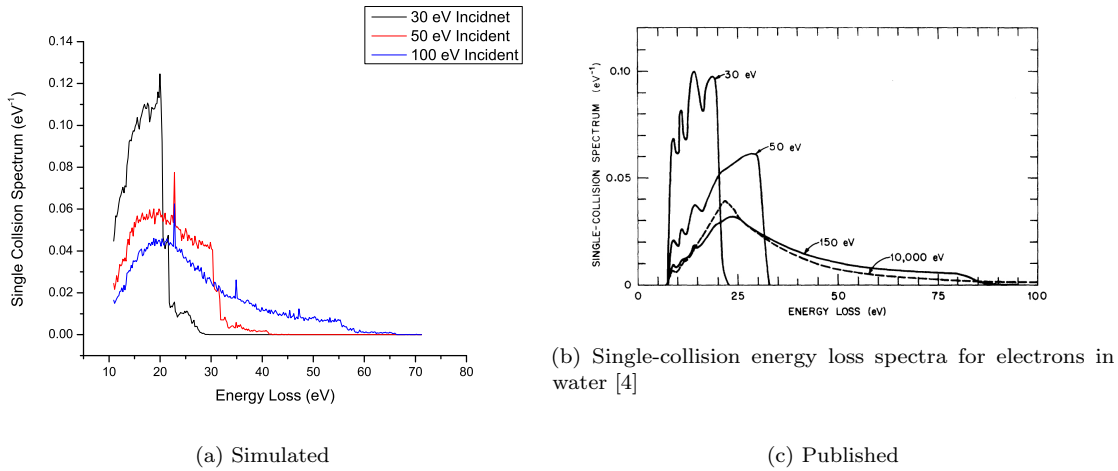 30 eV Incidnet
50 eV Incident
100 eV Incident
0.14
0.12
0.10
0.08
0.06
0.04
0.02
0.00
Single Collision Spectrum (eV-1)
10 20 30 40 50 60 70 80
Energy Loss (eV)
(a) Simulated
0.10
0.05
0
SINGLE-COLLISION SPECTRUM (eV-1)
30 eV
50 eV
150 eV
10,000 eV
0 25 50 75 100
ENERGY LOSS (eV)
(b) Single-collision energy loss spectra for electrons in
water [4]
(c) Published